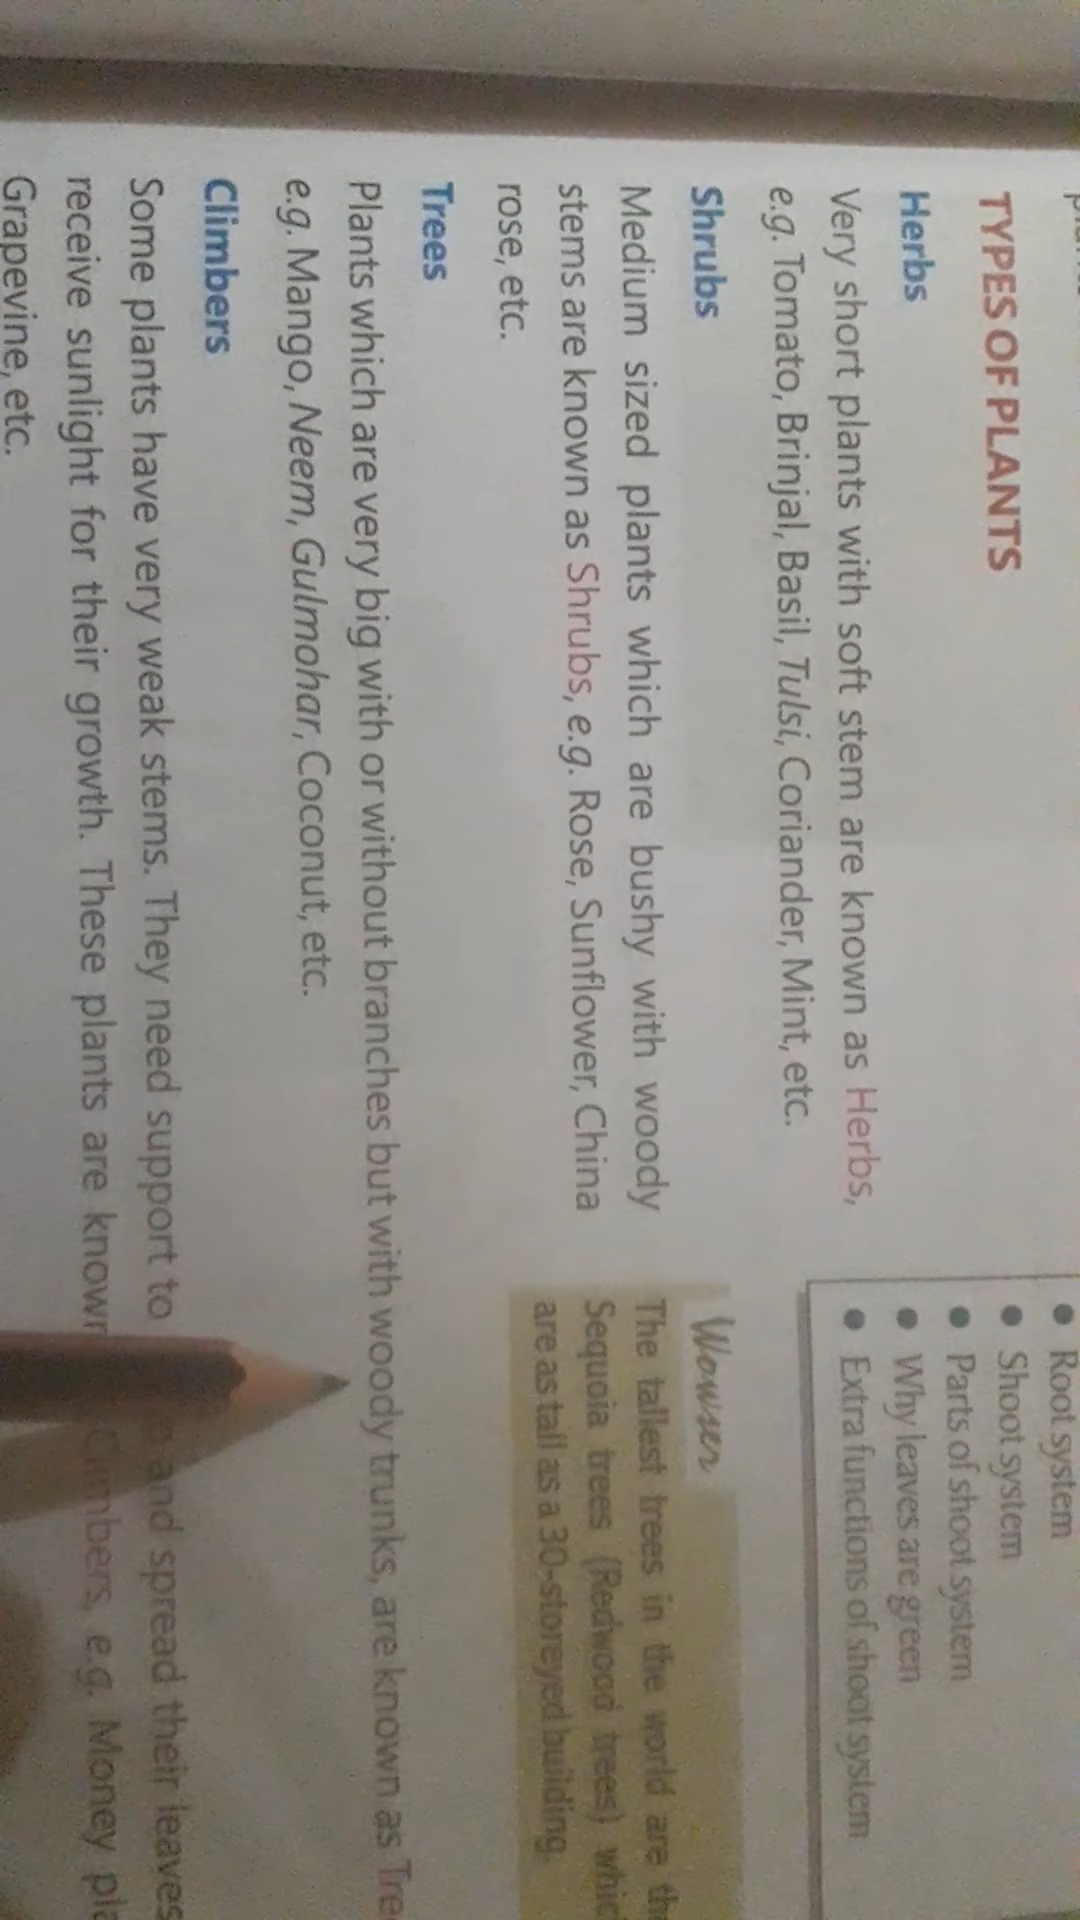 TYPES OF PLANTS
Herbs
Very short plants with soft stem are known as Herbs,
e.g. Tomato, Brinjal, Basil, Tulsi, Coriander, Mint, etc.
Shrubs
Medium sized plants which are bushy with woody
stems are known as Shrubs, e.g. Rose, Sunflower, China
rose, etc.
Trees
Plants which are very big with or without branches but with woody trunks, are known as
e.g. Mango, Neem, Gulmohar, Coconut, etc.
Climbers
Some plants have very weak stems. They need support to and spread their leaves
receive sunlight for their growth. These plants are known Climbers, e.g. Money
Grapevine, etc.
• Root system
• Shoot system
• Parts of shoot system
• Why leaves are green
• Extra functions of shoot system
Wowser
The tallest trees in the world are
Sequoia trees (Redwood trees)
are as tall as a 30-storeyed building.